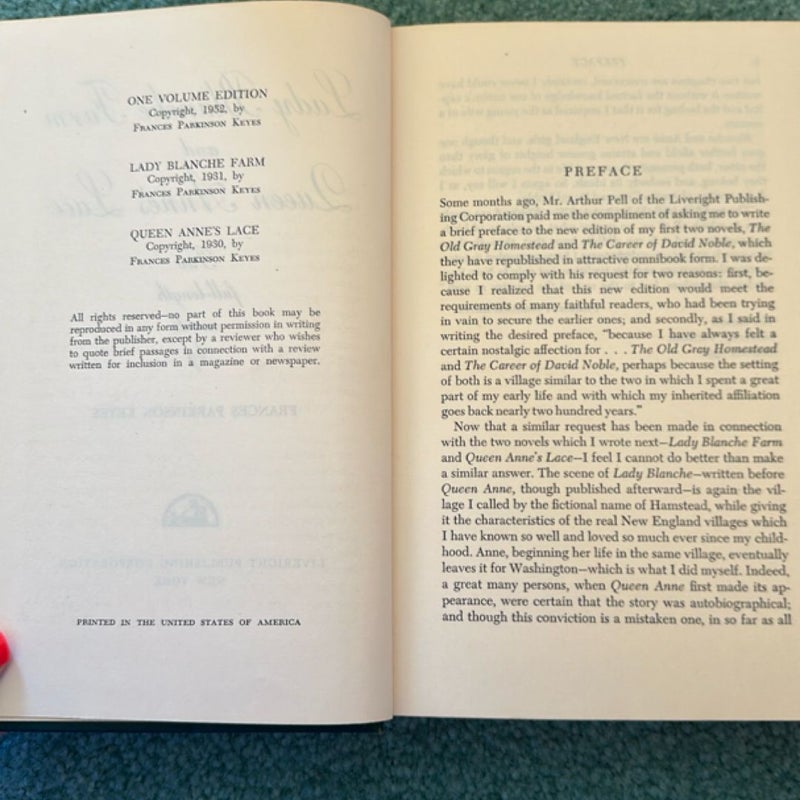 ONE VOLUME EDITION
Copyright, 1952, by
FRANCES PARKINSON KEYES
LADY BLANCHE FARM
Copyright, 1931, by
FRANCES PARKINSON KEYES
QUEEN ANNE'S LACE
Copyright, 1930, by
FRANCES PARKINSON KEYES
All rights reserved—no part of this book may be
reproduced in any form without permission in writing
from the publisher, except by a reviewer who wishes
to quote brief passages in connection with a review
written for inclusion in a magazine or newspaper.
PRINTED IN THE UNITED STATES OF AMERICA
PREFACE
Some months ago, Mr. Arthur Pell of the Liveright Publish-
ing Corporation paid me the compliment of asking me to write
a brief preface to the new edition of my first two novels, The
Old Gray Homestead and The Career of David Noble, which
they have republished in attractive omnibook form. I was de-
lighted to comply with his request for two reasons: first, be-
cause I realized that this new edition would meet the
requirements of many faithful readers, who had been trying
in vain to secure the earlier ones; and secondly, as I said in
writing the desired preface, "because I have always felt a
certain nostalgic affection for . . . The Old Gray Homestead
and The Career of David Noble, perhaps because the setting
of both is a village similar to the two in which I spent a great
part of my early life and with which my inherited affiliation
goes back nearly two hundred years."
Now that a similar request has been made in connection
with the two novels which I wrote next—Lady Blanche Farm
and Queen Anne's Lace—I feel I cannot do better than make
a similar answer. The scene of Lady Blanche—written before
Queen Anne, though published afterward—is again the vil-
lage I called by the fictional name of Hamstead, while giving
it the characteristics of the real New England villages which
I have known so well and loved so much ever since my child-
hood. Anne, beginning her life in the same village, eventually
leaves it for Washington—which is what I did myself. Indeed,
a great many persons, when Queen Anne first made its ap-
pearance, were certain that the story was autobiographical;
and though this conviction is a mistaken one, in so far as all